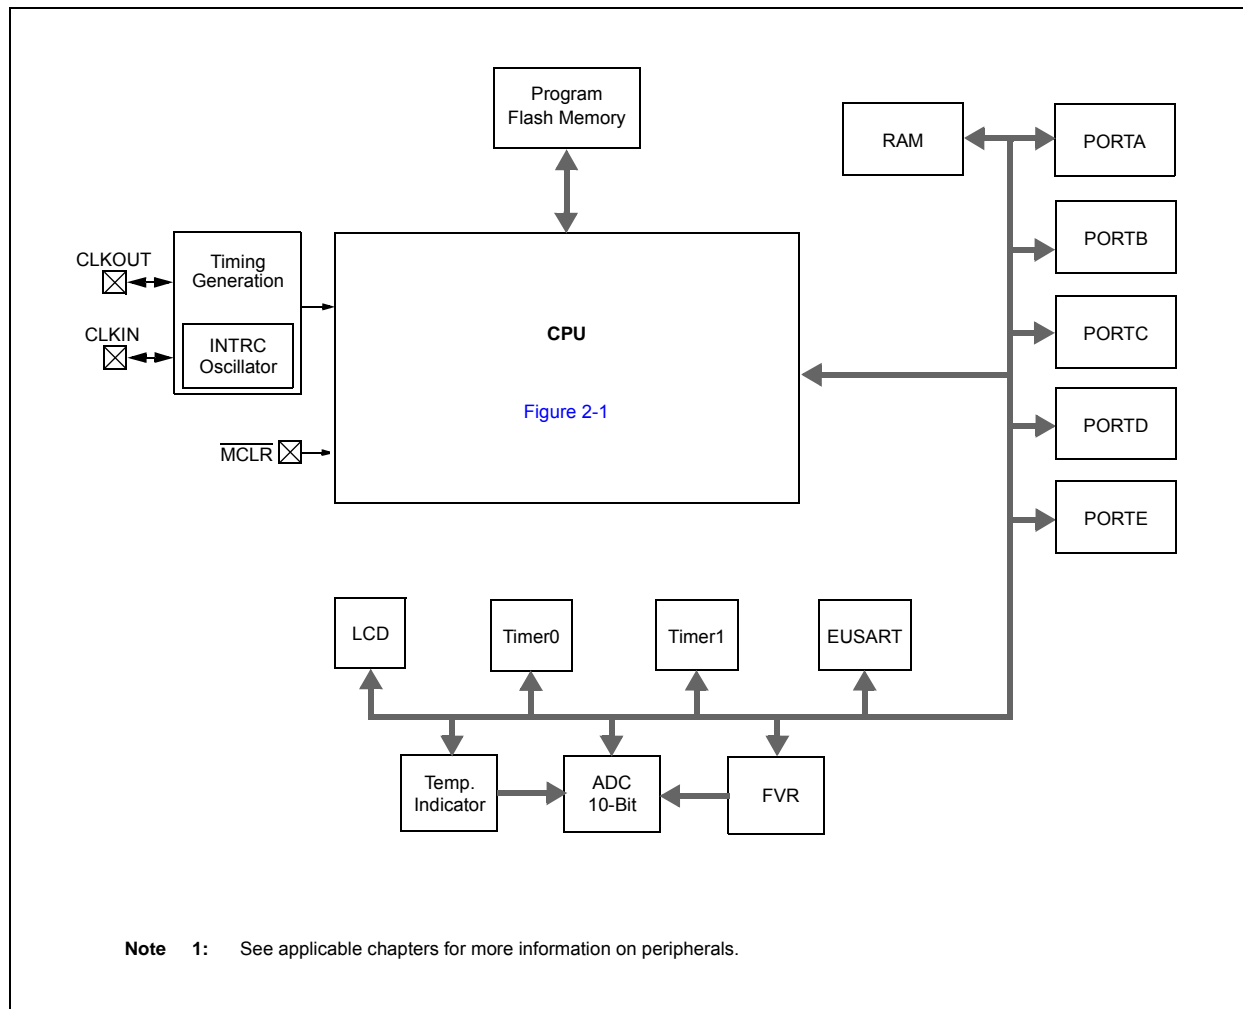 Program
Flash Memory
RAM
PORTA
PORTB
CLKOUT
Timing
Generation
CLKIN
INTRC
Oscillator
CPU
PORTC
Figure 2-1
PORTD
MCLR
PORTE
LCD
Timer0
Timer1
EUSART
Temp.
Indicator
ADC
10-Bit
FVR
Note 1: See applicable chapters for more information on peripherals.